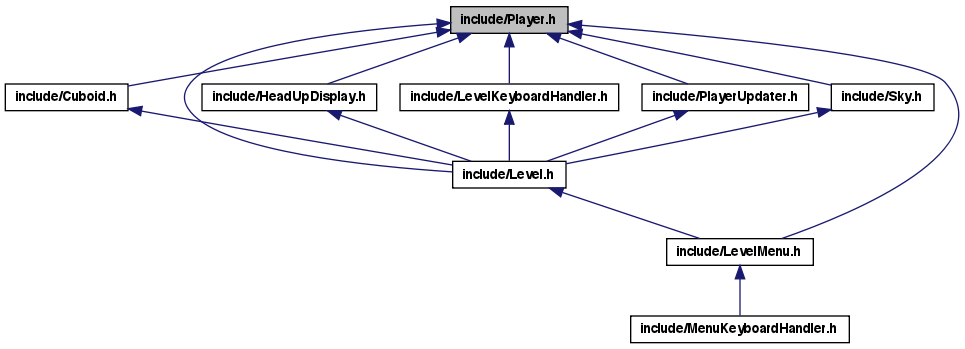 include/Player.h
include/Cuboid.h
include/HeadUpDisplay.h
include/LevelKeyboardHandler.h
include/PlayerUpdater.h
include/Sky.h
include/Level.h
include/LevelMenu.h
include/MenuKeyboardHandler.h